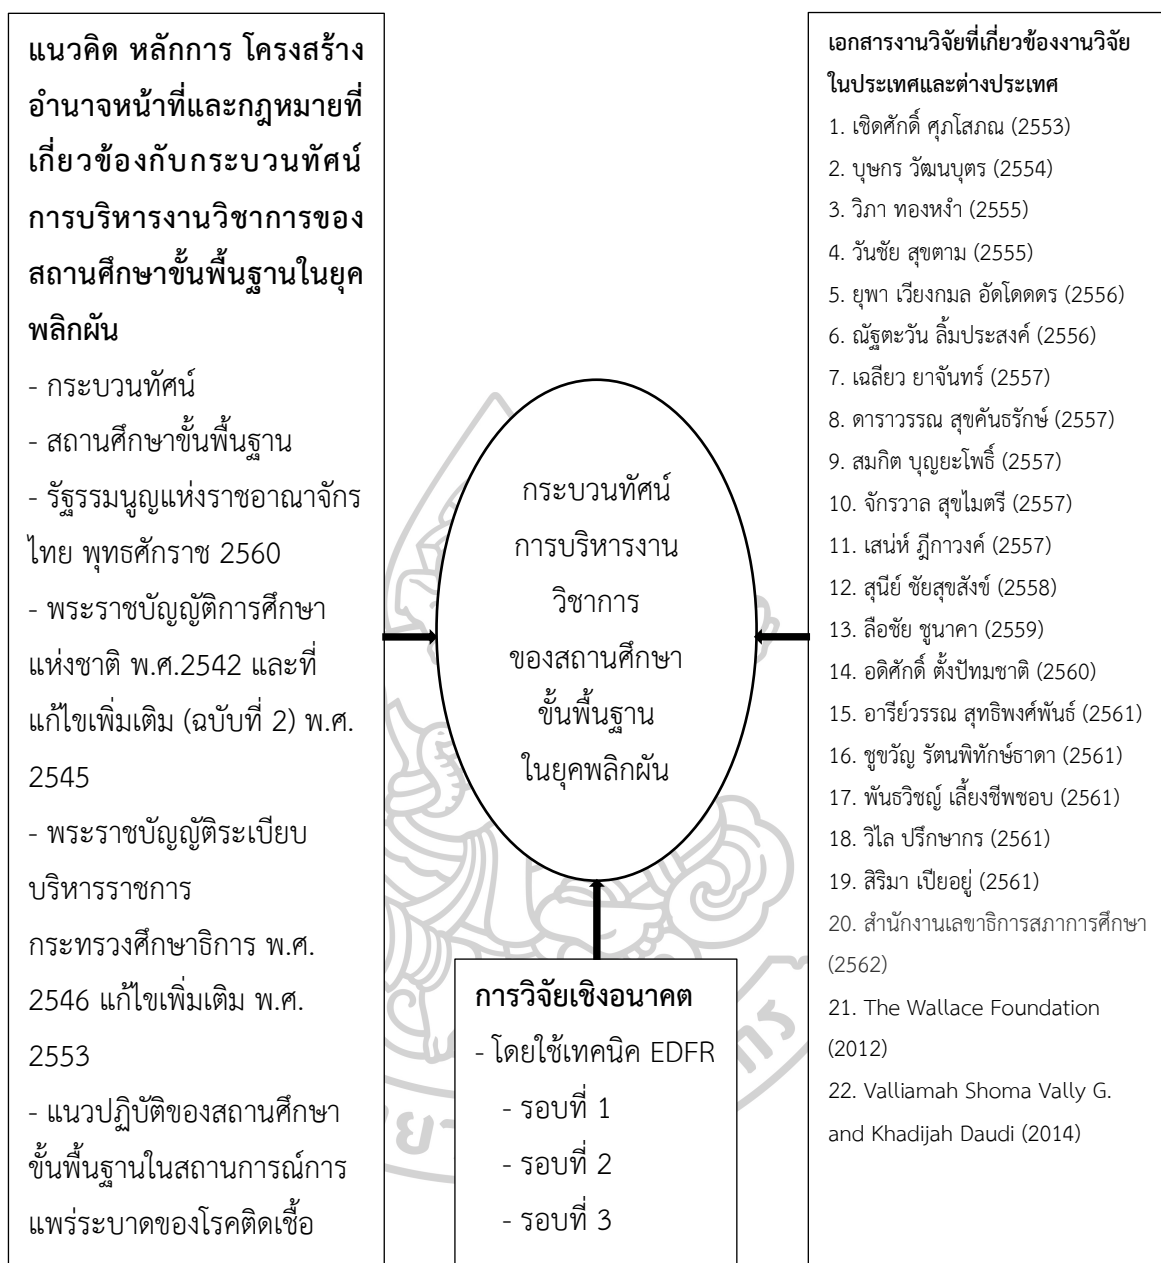 แนวคิด หลักการ โครงสร้าง
อำนาจหน้าที่และกฎหมายที่
เกี่ยวข้องกับกระบวนทัศน์
การบริหารงานวิชาการของ
สถานศึกษาขั้นพื้นฐานในยุค
พลิกผัน
- กระบวนทัศน์
- สถานศึกษาขั้นพื้นฐาน
- รัฐธรรมนูญแห่งราชอาณาจักร
ไทย พุทธศักราช 2560
- พระราชบัญญัติการศึกษา
แห่งชาติ พ.ศ.2542 และที่
แก้ไขเพิ่มเติม (ฉบับที่ 2) พ.ศ.
2545
- พระราชบัญญัติระเบียบ
บริหารราชการ
กระทรวงศึกษาธิการ พ.ศ.
2546 แก้ไขเพิ่มเติม พ.ศ.
2553
- แนวปฏิบัติของสถานศึกษา
ขั้นพื้นฐานในสถานการณ์การ
แพร่ระบาดของโรคติดเชื้อ
กระบวนทัศน์
การบริหารงาน
วิชาการ
ของสถานศึกษา
ขั้นพื้นฐาน
ในยุคพลิกผัน
การวิจัยเชิงอนาคต
- โดยใช้เทคนิค EDFR
- รอบที่ 1
- รอบที่ 2
- รอบที่ 3
เอกสารงานวิจัยที่เกี่ยวข้องงานวิจัย
ในประเทศและต่างประเทศ
1. เชิดศักดิ์ ศุภโสภณ (2553)
2. บุษกร วัฒนบุตร (2554)
3. วิภา ทองหงำ (2555)
4. วันชัย สุขตาม (2555)
5. ยุพา เวียงกมล อัดโดดดร (2556)
6. ณัฐตะวัน ลิ้มประสงค์ (2556)
7. เฉลียว ยาจันทร์ (2557)
8. ดาราวรรณ สุขคันธรักษ์ (2557)
9. สมกิต บุญยะโพธิ์ (2557)
10. จักรวาล สุขไมตรี (2557)
11. เสน่ห์ ฎีกาวงค์ (2557)
12. สุนีย์ ชัยสุขสังข์ (2558)
13. ลือชัย ชูนาคา (2559)
14. อดิศักดิ์ ตั้งปัทมชาติ (2560)
15. อารีย์วรรณ สุทธิพงศ์พันธ์ (2561)
16. ชูขวัญ รัตนพิทักษ์ธาดา (2561)
17. พันธวิชญ์ เลี้ยงชีพชอบ (2561)
18. วิไล ปรึกษากร (2561)
19. สิริมา เปียอยู่ (2561)
20. สำนักงานเลขาธิการสภาการศึกษา
(2562)
21. The Wallace Foundation
(2012)
22. Valliamah Shoma Vally G.
and Khadijah Daudi (2014)